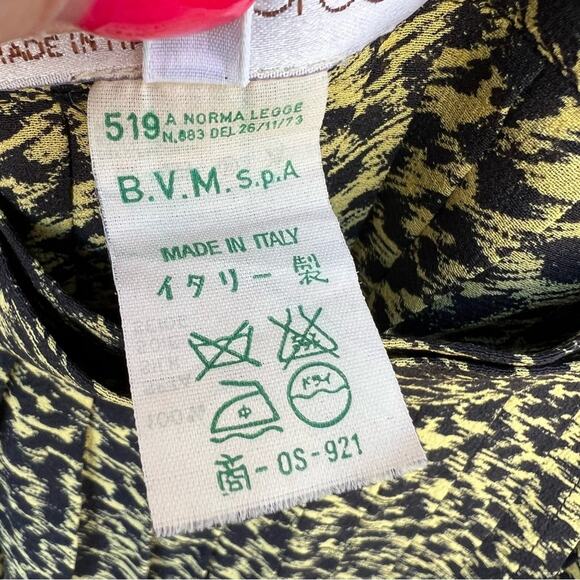 MADE IN ITA
519 A NORMA LEGGE
N.883 DEL 26/11/73
B.V.M. S.p.A
MADE IN ITALY
イタリー製
ドライ
商-OS-921